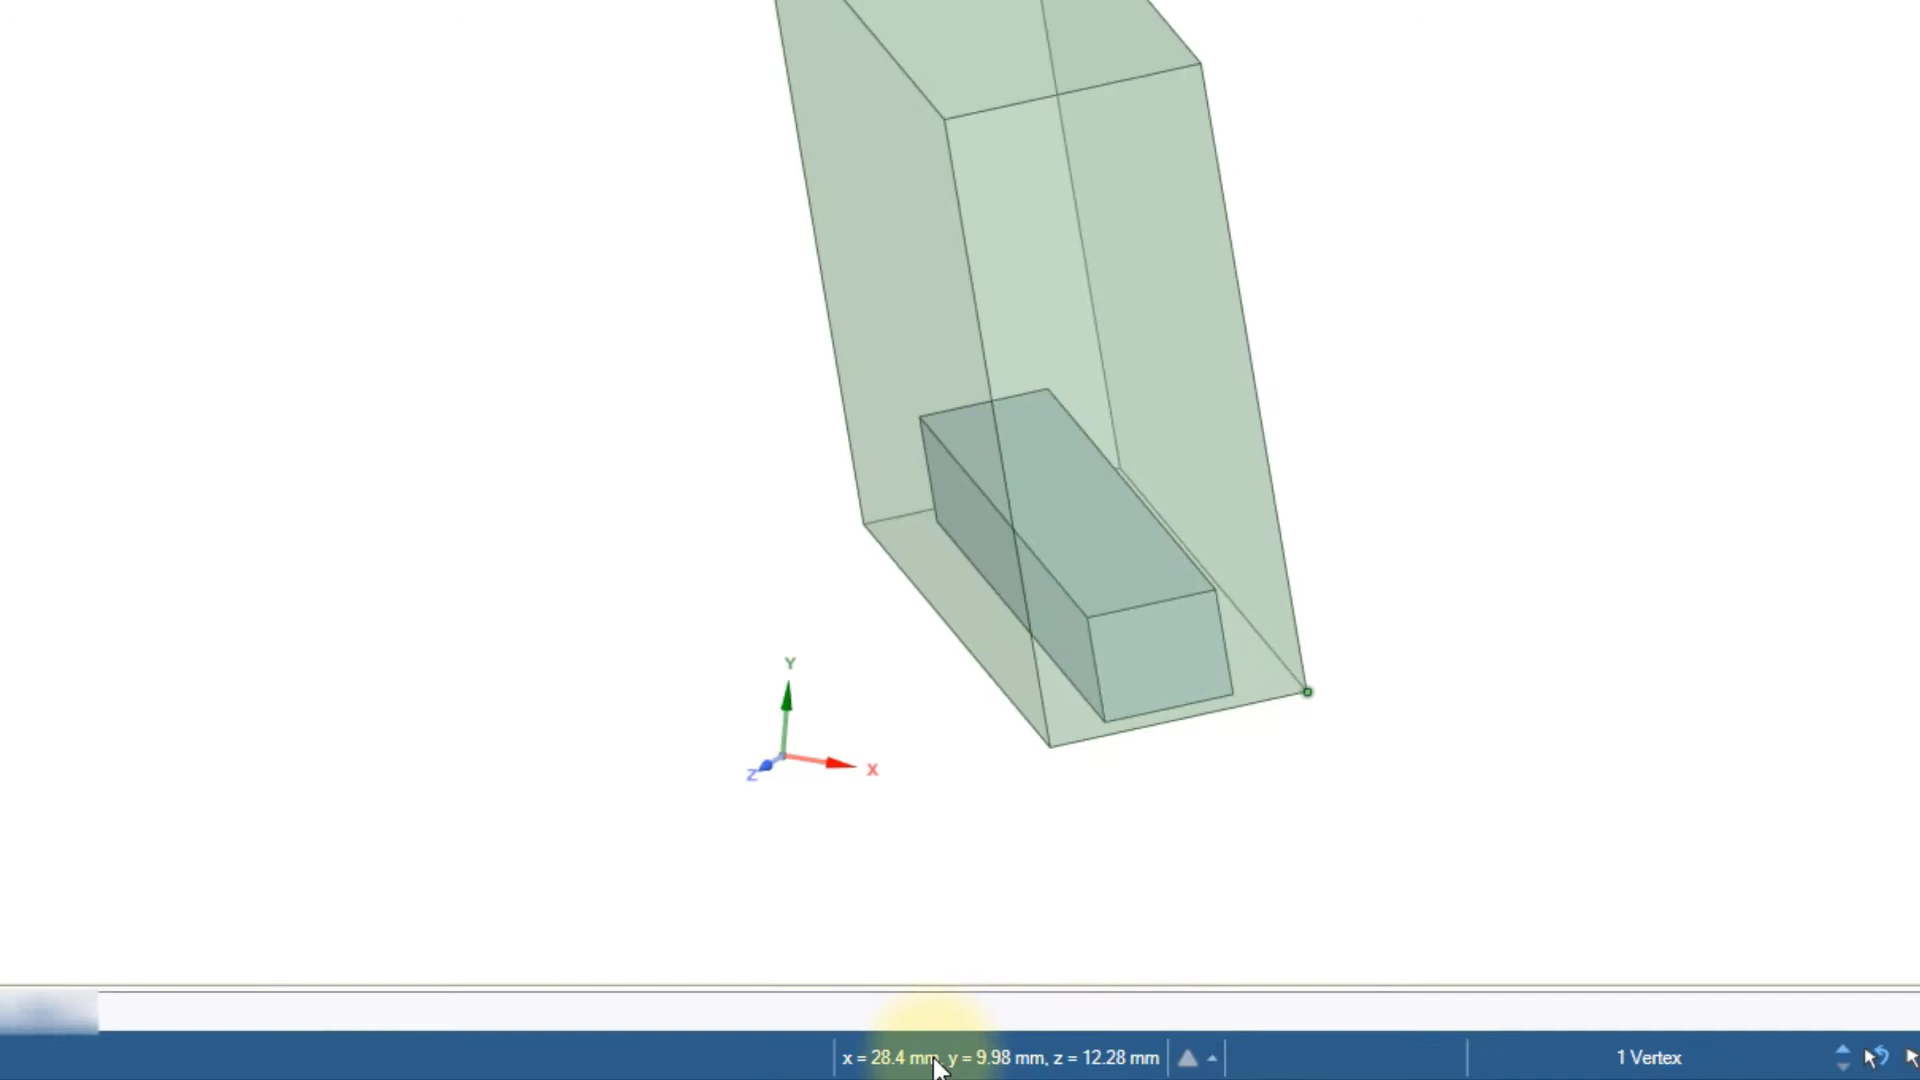 Y
Z
X
x = 28.4 mm, y = 9.98 mm, z = 12.28 mm
1 Vertex